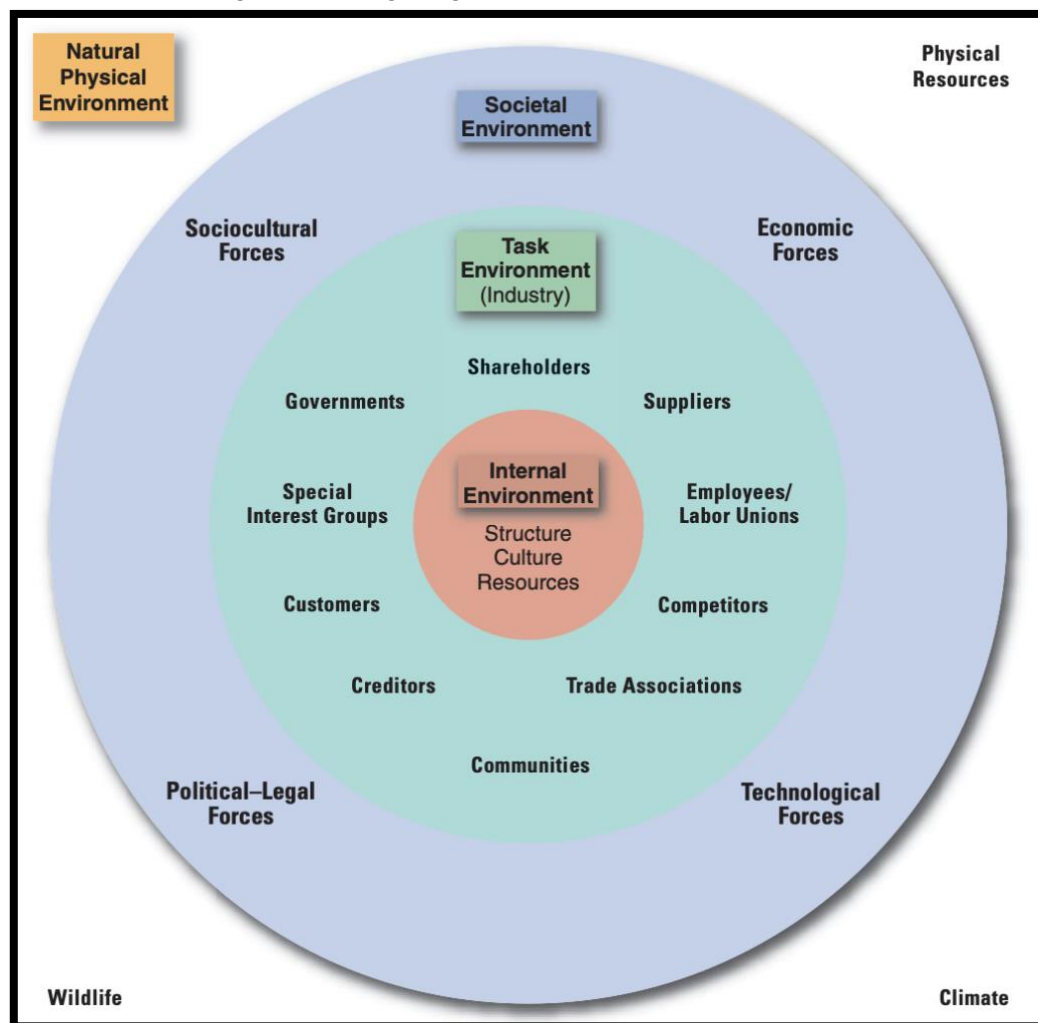 Natural
Physical
Environment
Physical
Resources
Societal
Environment
Sociocultural
Forces
Economic
Forces
Task
Environment
(Industry)
Shareholders
Governments
Suppliers
Internal
Environment
Structure
Culture
Resources
Special
Interest Groups
Employees/
Labor Unions
Customers
Competitors
Creditors
Trade Associations
Communities
Political–Legal
Forces
Technological
Forces
Wildlife
Climate